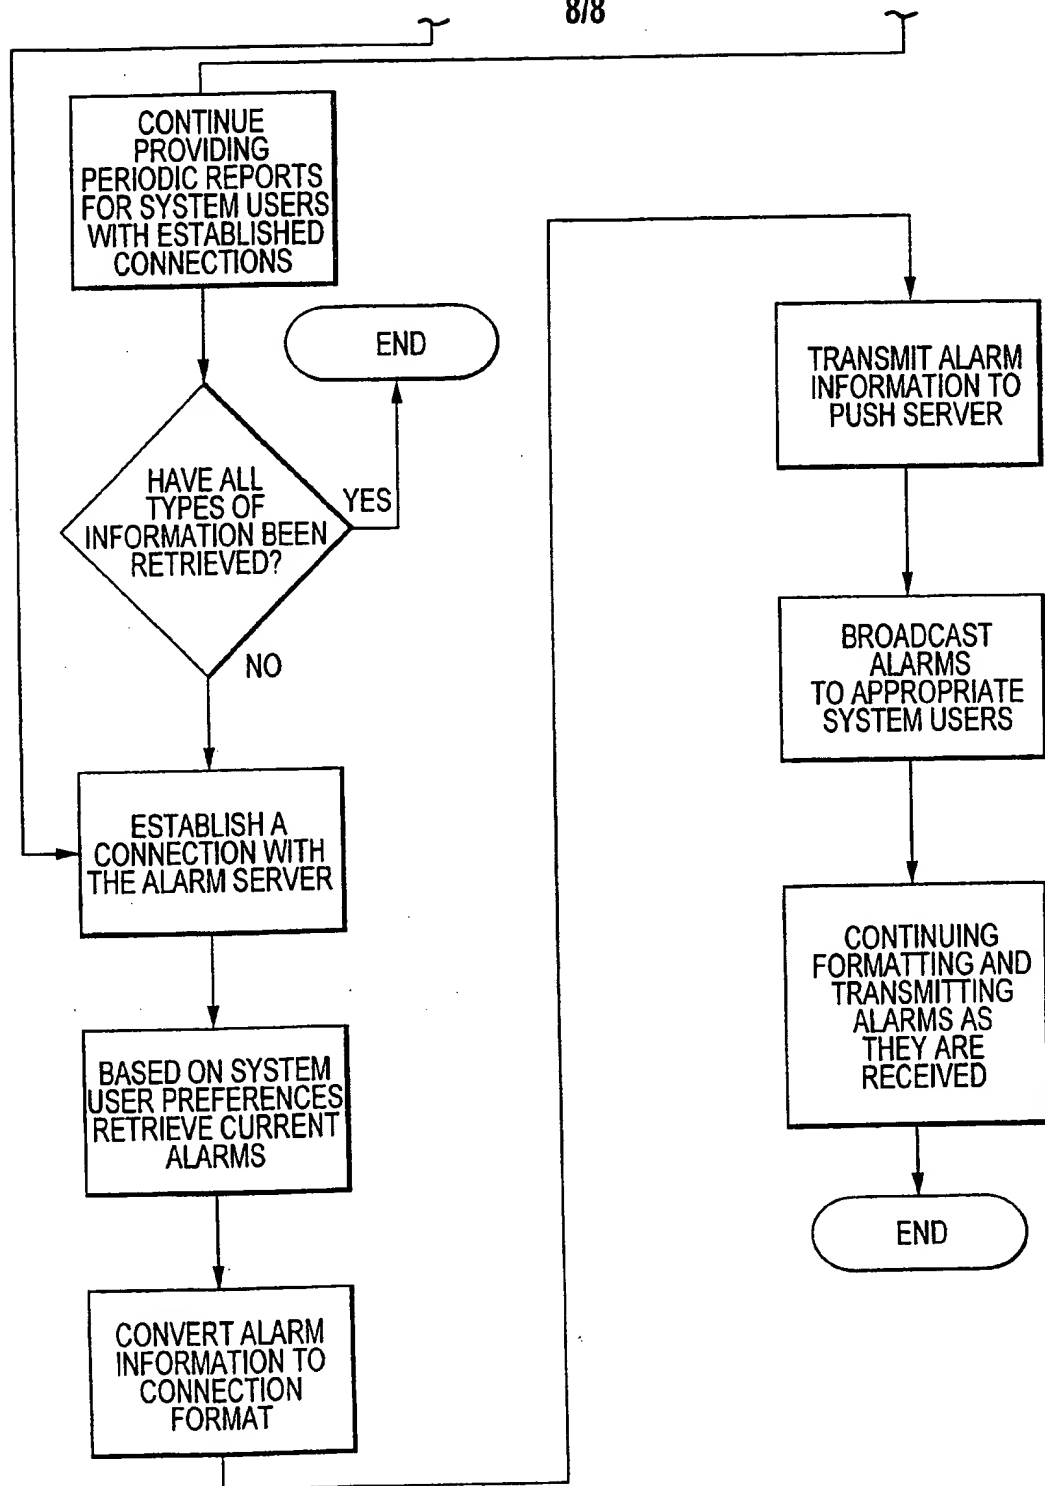 8/8
CONTINUE
PROVIDING
PERIODIC REPORTS
FOR SYSTEM USERS
WITH ESTABLISHED
CONNECTIONS
END
HAVE ALL
TYPES OF
INFORMATION BEEN
RETRIEVED?
YES
NO
ESTABLISH A
CONNECTION WITH
THE ALARM SERVER
BASED ON SYSTEM
USER PREFERENCES
RETRIEVE CURRENT
ALARMS
CONVERT ALARM
INFORMATION TO
CONNECTION
FORMAT
TRANSMIT ALARM
INFORMATION TO
PUSH SERVER
BROADCAST
ALARMS
TO APPROPRIATE
SYSTEM USERS
CONTINUING
FORMATTING AND
TRANSMITTING
ALARMS AS
THEY ARE
RECEIVED
END